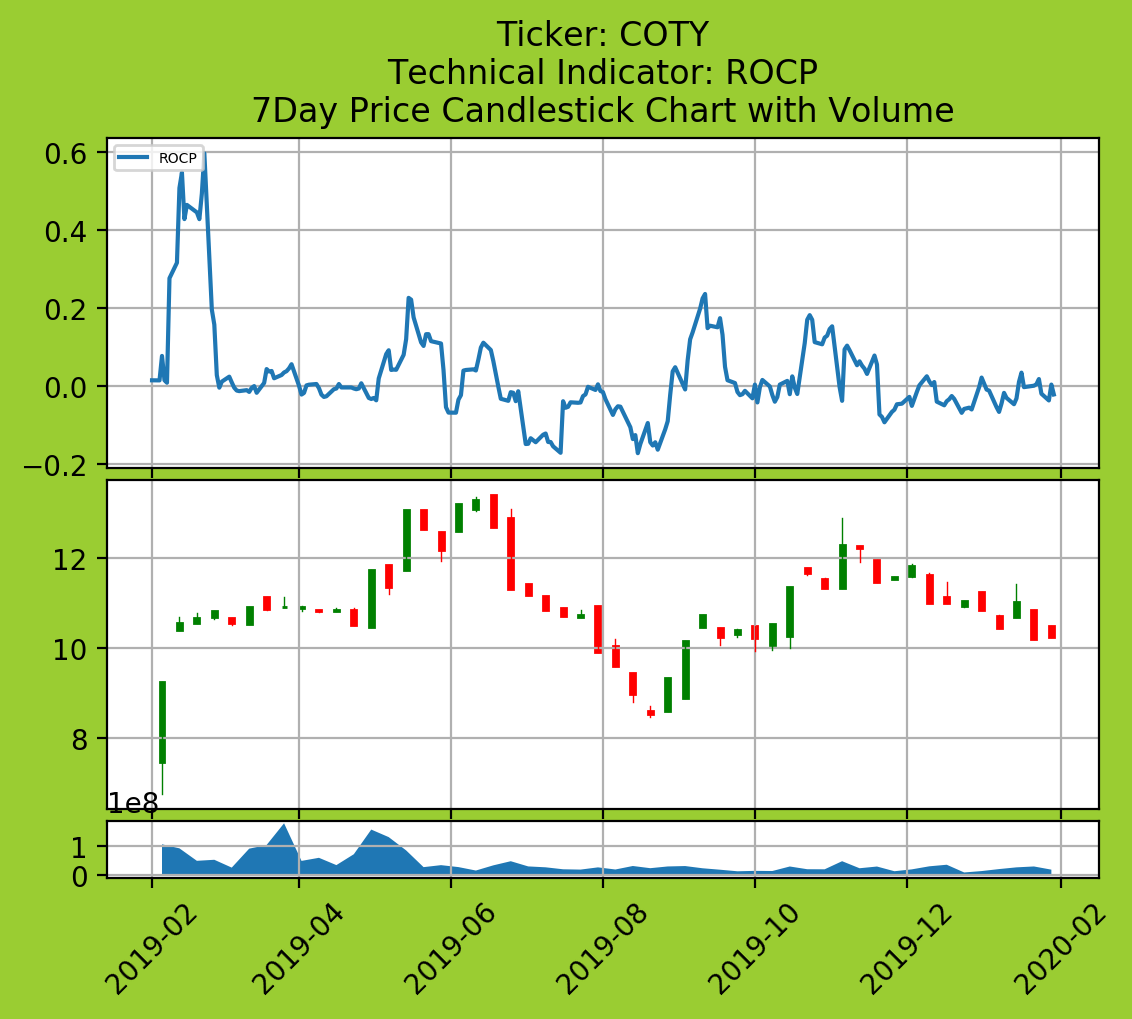 Ticker: COTY
Technical Indicator: ROCP
7Day Price Candlestick Chart with Volume
ROCP
0.6
0.4
0.2
0.0
−0.2
12
10
8
1e8
1
0
2019-02 2019-04 2019-06 2019-08 2019-10 2019-12 2020-02